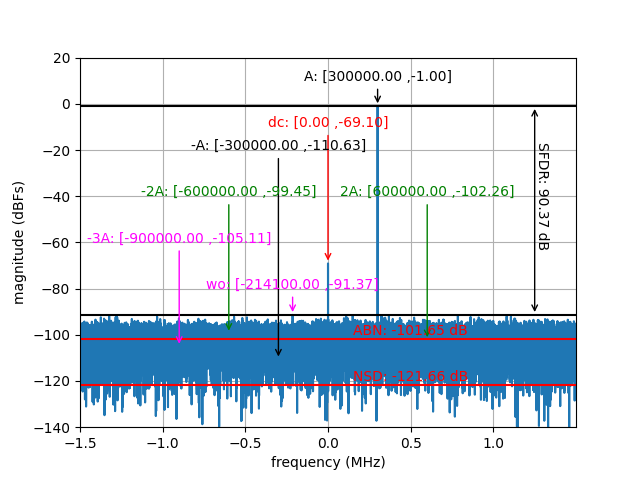 20
A: [300000.00 ,-1.00]
0
dc: [0.00 ,-69.10]
-A: [-300000.00 ,-110.63]
−20
SFDR: 90.37 dB
−40
-2A: [-600000.00 ,-99.45]
2A: [600000.00 ,-102.26]
-3A: [-900000.00 ,-105.11]
−60
wo: [-214100.00 ,-91.37]
−80
ABN: -101.65 dB
−100
NSD: -121.66 dB
−120
−140
magnitude (dBFs)
−1.5 −1.0 −0.5 0.0 0.5 1.0
frequency (MHz)